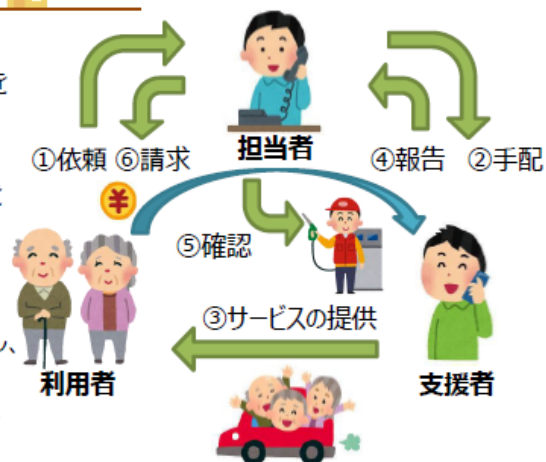 を
①依頼 ⑥請求
担当者
④報告 ②手配
¥
⑤確認
③サービスの提供
利用者
支援者